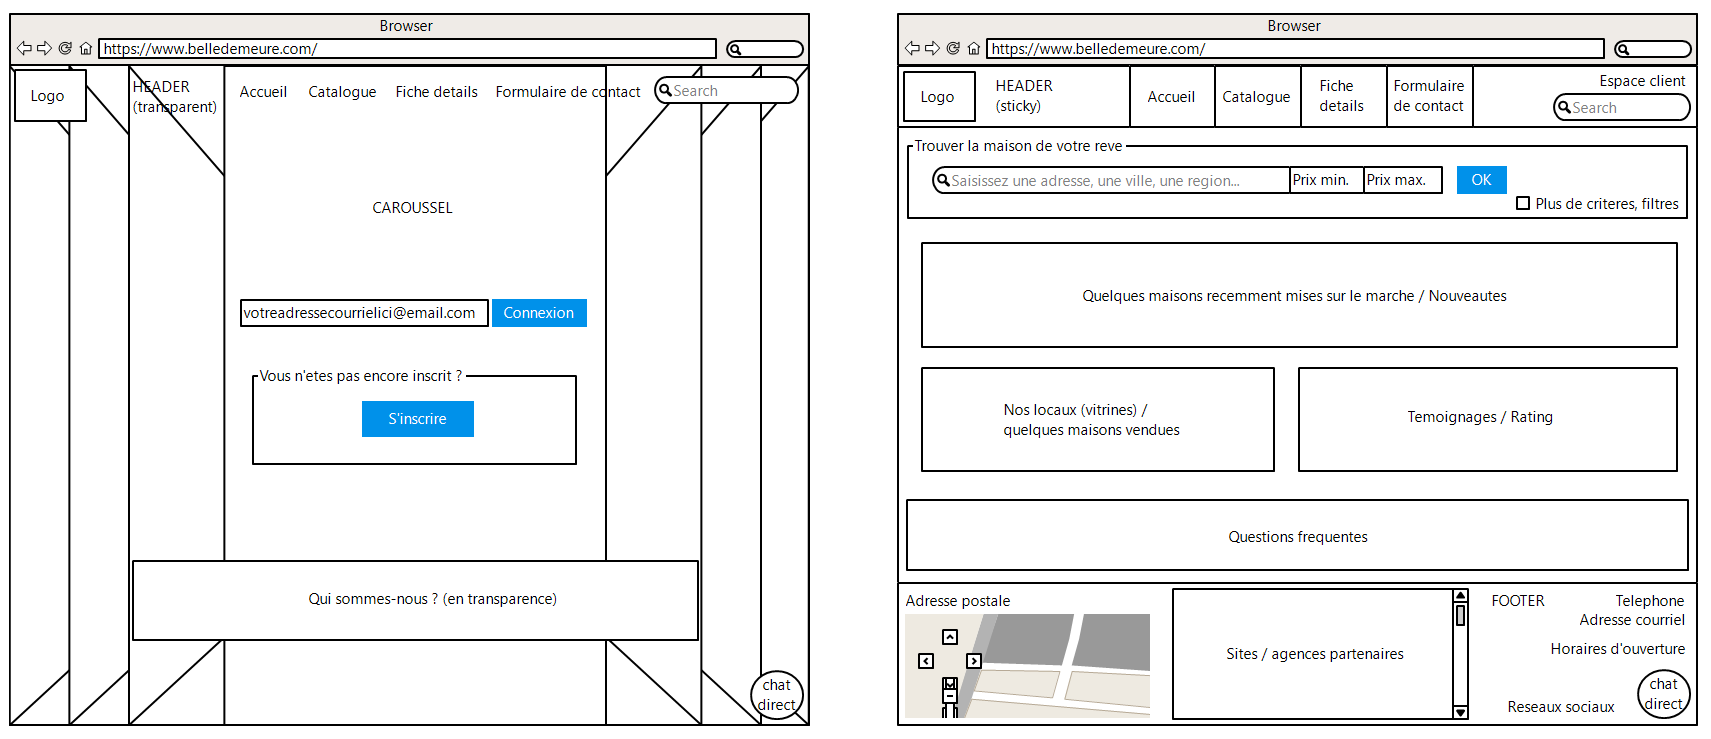 Browser
https://www.belledemeure.com/
Logo
HEADER
(transparent)
Accueil
Catalogue
Fiche details
Formulaire de contact
Search
CAROUSSEL
votreadressecourrielici@email.com
Connexion
Vous n'etes pas encore inscrit ?
S'inscrire
Qui sommes-nous ? (en transparence)
chat
direct
Browser
https://www.belledemeure.com/
Logo
HEADER
(sticky)
Accueil
Catalogue
Fiche
details
Formulaire
de contact
Espace client
Search
Trouver la maison de votre reve
Saisissez une adresse, une ville, une region...
Prix min.
Prix max.
OK
Plus de criteres, filtres
Quelques maisons recemment mises sur le marche / Nouveautes
Nos locaux (vitrines) /
quelques maisons vendues
Temoignages / Rating
Questions frequentes
Adresse postale
Sites / agences partenaires
FOOTER
Telephone
Adresse courriel
Horaires d'ouverture
Reseaux sociaux
chat
direct